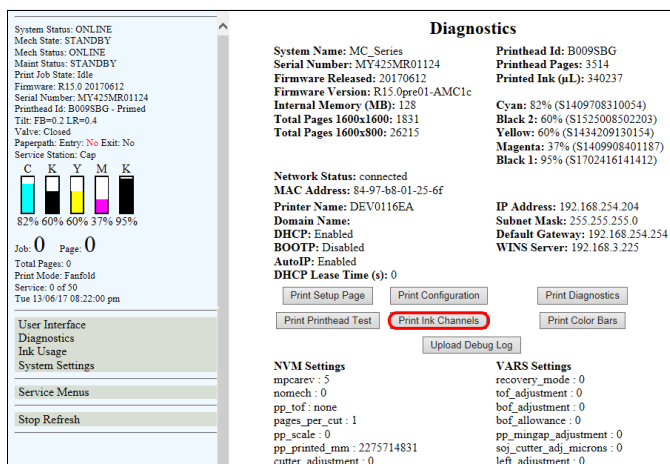 System Status: ONLINE
Mech State: STANDBY
Mech Status: ONLINE
Maint Status: STANDBY
Print Job State: Idle
Firmware: R15.0 20170612
Serial Number: MY425MR01124
Printhead Id: B009SBG - Primed
Tilt: FB=0.2 LR=0.4
Valve: Closed
Paperpath: Entry: No Exit: No
Service Station: Cap
C K Y M K
82% 60% 60% 37% 95%
Job: 0 Page: 0
Total Pages: 0
Print Mode: Fanfold
Service: 0 of 50
Tue 13/06/17 08:22:00 pm
User Interface
Diagnostics
Ink Usage
System Settings
Service Menus
Stop Refresh
Diagnostics
System Name: MC_Series
Serial Number: MY425MR01124
Firmware Released: 20170612
Firmware Version: R15.0pre01-AMC1c
Internal Memory (MB): 128
Total Pages 1600x1600: 1831
Total Pages 1600x800: 26215
Printhead Id: B009SBG
Printhead Pages: 3514
Printed Ink (µL): 340237
Cyan: 82% (S1409708310054)
Black 2: 60% (S1525008502203)
Yellow: 60% (S1434209130154)
Magenta: 37% (S1409908401187)
Black 1: 95% (S1702416141412)
Network Status: connected
MAC Address: 84-97-b8-01-25-6f
Printer Name: DEV0116EA
Domain Name:
DHCP: Enabled
BOOTP: Disabled
AutoIP: Enabled
DHCP Lease Time (s): 0
IP Address: 192.168.254.204
Subnet Mask: 255.255.255.0
Default Gateway: 192.168.254.254
WINS Server: 192.168.3.225
Print Setup Page Print Configuration Print Diagnostics
Print Printhead Test Print Ink Channels Print Color Bars
Upload Debug Log
NVM Settings
mpcarev : 5
nomech : 0
pp_tof : none
pages_per_cut : 1
pp_scale : 0
pp_printed_mm : 2275714831
cutter_adjustment : 0
VARS Settings
recovery_mode : 0
tof_adjustment : 0
bof_adjustment : 0
bof_allowance : 0
pp_mingap_adjustment : 0
soj_cutter_adj_microns : 0
left_adjustment : 0